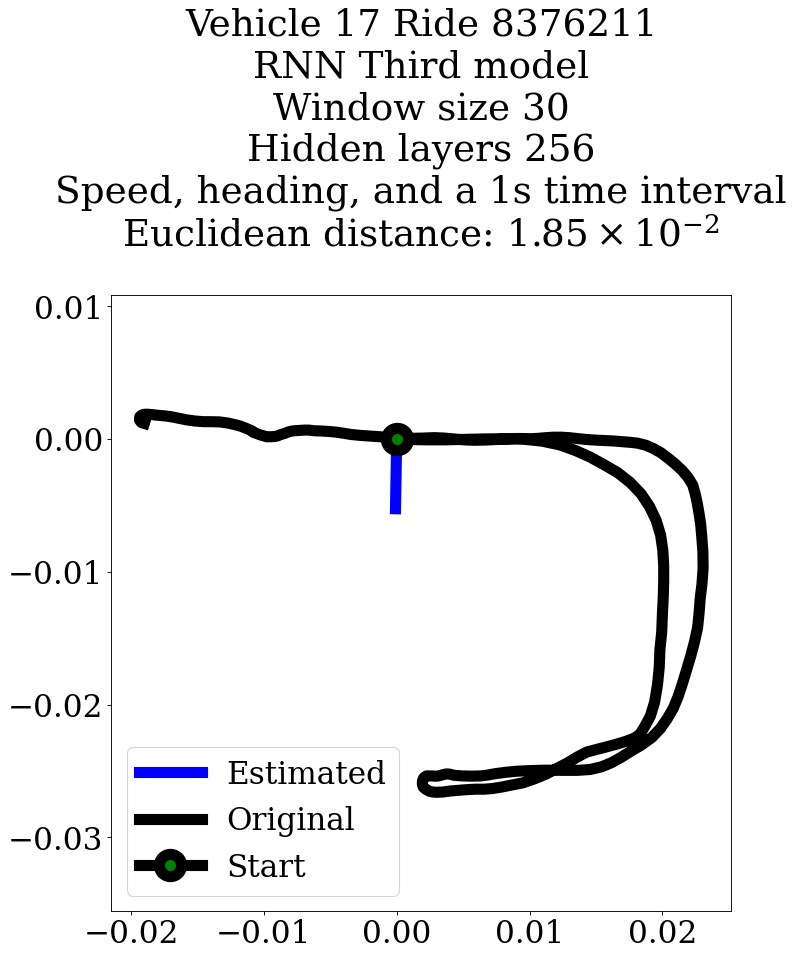 Vehicle 17 Ride 8376211
RNN Third model
Window size 30
Hidden layers 256
Speed, heading, and a 1s time interval
Euclidean distance: 1.85 × 10⁻²
0.01
0.00
−0.01
−0.02
−0.03
Estimated
Original
Start
−0.02 −0.01 0.00 0.01 0.02